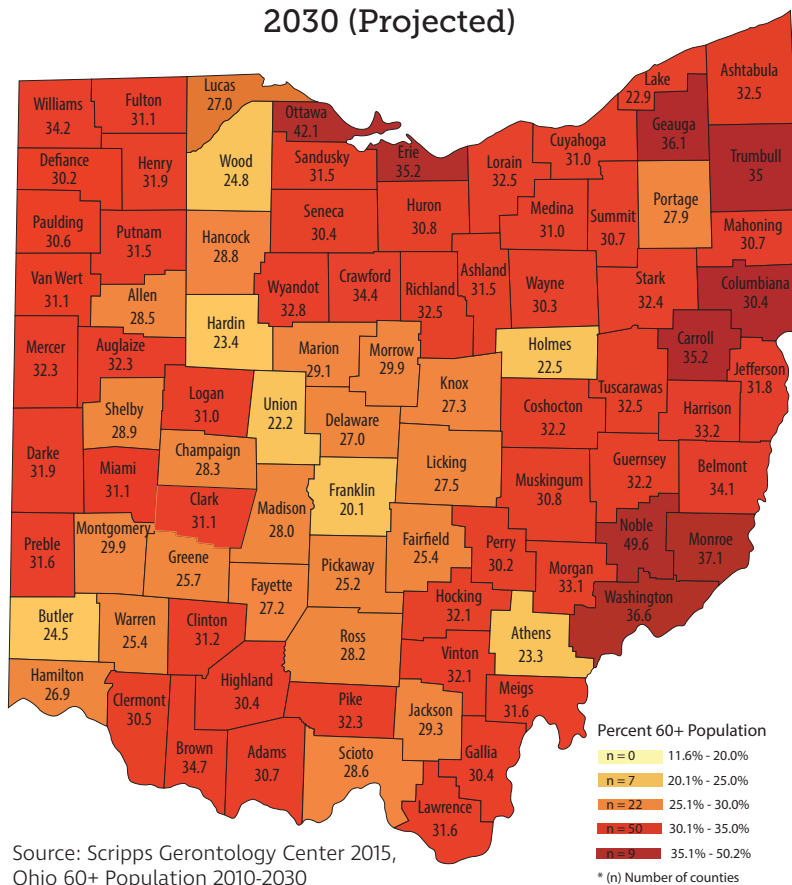 2030 (Projected)
Williams
34.2
Fulton
31.1
Lucas
27.0
Ottawa
42.1
Lake
22.9
Ashtabula
32.5
Geauga
36.1
Defiance
30.2
Henry
31.9
Wood
24.8
Sandusky
31.5
Erie
35.2
Lorain
32.5
Cuyahoga
31.0
Trumbull
35
Paulding
30.6
Putnam
31.5
Hancock
28.8
Seneca
30.4
Huron
30.8
Medina
31.0
Summit
30.7
Portage
27.9
Mahoning
30.7
Van Wert
31.1
Allen
28.5
Wyandot
32.8
Crawford
34.4
Richland
32.5
Ashland
31.5
Wayne
30.3
Stark
32.4
Columbiana
30.4
Mercer
32.3
Auglaize
32.3
Hardin
23.4
Marion
29.1
Morrow
29.9
Holmes
22.5
Carroll
35.2
Jefferson
31.8
Shelby
28.9
Logan
31.0
Union
22.2
Delaware
27.0
Knox
27.3
Coshocton
32.2
Tuscarawas
32.5
Harrison
33.2
Darke
31.9
Miami
31.1
Champaign
28.3
Licking
27.5
Muskingum
30.8
Guernsey
32.2
Belmont
34.1
Clark
31.1
Madison
28.0
Franklin
20.1
Preble
31.6
Montgomery
29.9
Greene
25.7
Fayette
27.2
Pickaway
25.2
Fairfield
25.4
Perry
30.2
Morgan
33.1
Noble
49.6
Monroe
37.1
Washington
36.6
Butler
24.5
Warren
25.4
Clinton
31.2
Ross
28.2
Hocking
32.1
Athens
23.3
Vinton
32.1
Hamilton
26.9
Clermont
30.5
Highland
30.4
Pike
32.3
Jackson
29.3
Meigs
31.6
Brown
34.7
Adams
30.7
Scioto
28.6
Gallia
30.4
Lawrence
31.6
Percent 60+ Population
n = 0 11.6% - 20.0%
n = 7 20.1% - 25.0%
n = 22 25.1% - 30.0%
n = 50 30.1% - 35.0%
n = 9 35.1% - 50.2%
* (n) Number of counties
Source: Scripps Gerontology Center 2015,
Ohio 60+ Population 2010-2030